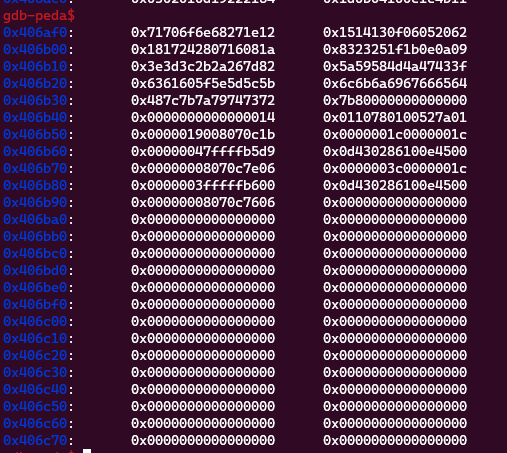 gdb-peda$
0x406af0: 0x71706f6e68271e12 0x1514130f06052062
0x406b00: 0x181724280716081a 0x8323251f1b0e0a09
0x406b10: 0x3e3d3c2b2a267d82 0x5a59584d4a47433f
0x406b20: 0x6361605f5e5d5c5b 0x6c6b6a6967666564
0x406b30: 0x487c7b7a79747372 0x7b80000000000000
0x406b40: 0x0000000000000014 0x0110780100527a01
0x406b50: 0x0000019008070c1b 0x0000001c0000001c
0x406b60: 0x00000047ffffb5d9 0x0d430286100e4500
0x406b70: 0x00000008070c7e06 0x0000003c0000001c
0x406b80: 0x0000003fffffb600 0x0d430286100e4500
0x406b90: 0x00000008070c7606 0x0000000000000000
0x406ba0: 0x0000000000000000 0x0000000000000000
0x406bb0: 0x0000000000000000 0x0000000000000000
0x406bc0: 0x0000000000000000 0x0000000000000000
0x406bd0: 0x0000000000000000 0x0000000000000000
0x406be0: 0x0000000000000000 0x0000000000000000
0x406bf0: 0x0000000000000000 0x0000000000000000
0x406c00: 0x0000000000000000 0x0000000000000000
0x406c10: 0x0000000000000000 0x0000000000000000
0x406c20: 0x0000000000000000 0x0000000000000000
0x406c30: 0x0000000000000000 0x0000000000000000
0x406c40: 0x0000000000000000 0x0000000000000000
0x406c50: 0x0000000000000000 0x0000000000000000
0x406c60: 0x0000000000000000 0x0000000000000000
0x406c70: 0x0000000000000000 0x0000000000000000